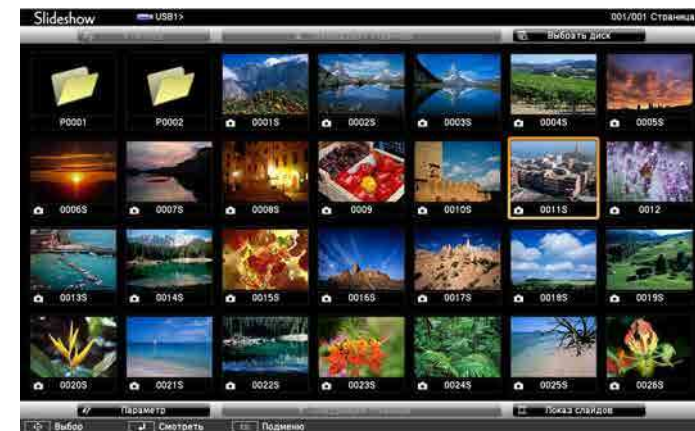 Slideshow USB1> 001/001 Страница
Выбрать диск
P0001 P0002 0001S 0002S 0003S 0004S 0005S
0006S 0007S 0008S 0009 0010S 0011S 0012
0013S 0014S 0015S 0016S 0017S 0018S 0019S
0020S 0021S 0022S 0023S 0024S 0025S 0026S
Параметр Показ слайдов
Выбор Смотреть Подменю